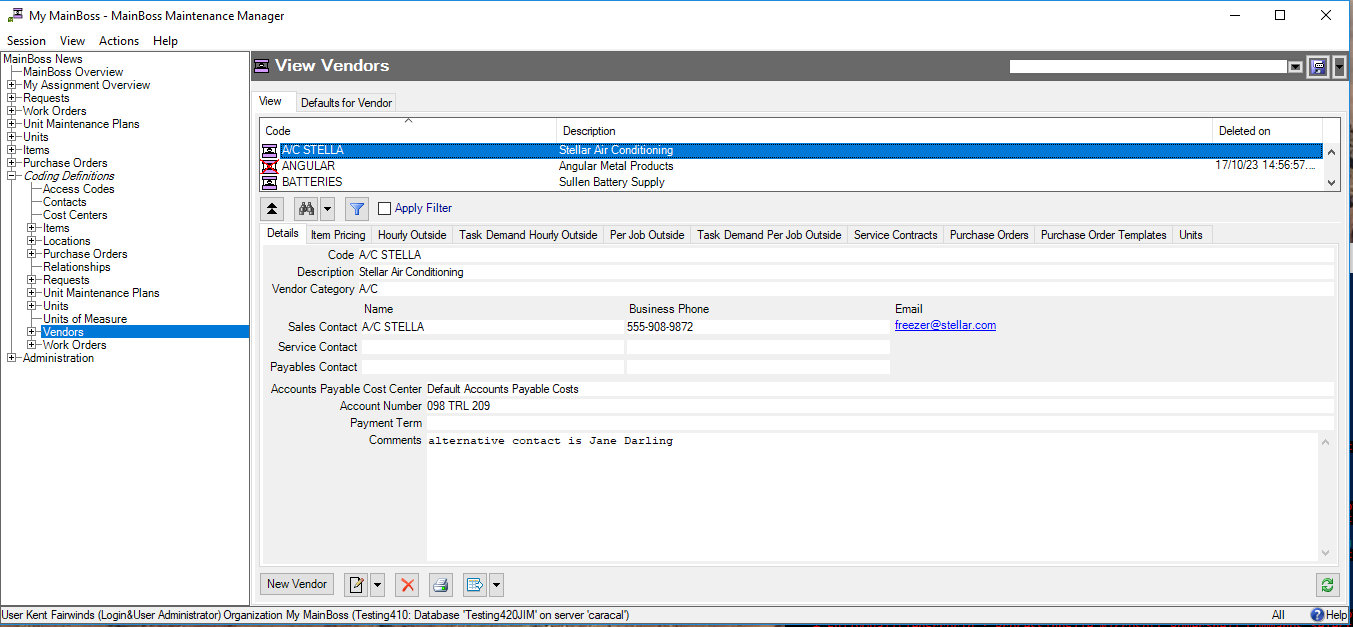 My MainBoss - MainBoss Maintenance Manager
Session View Actions Help
MainBoss News
MainBoss Overview
My Assignment Overview
Requests
Work Orders
Unit Maintenance Plans
Units
Items
Purchase Orders
Coding Definitions
Access Codes
Contacts
Cost Centers
Items
Locations
Purchase Orders
Relationships
Requests
Unit Maintenance Plans
Units
Units of Measure
Vendors
Work Orders
Administration
View Vendors
View Defaults for Vendor
Code Description Deleted on
A/C STELLA Stellar Air Conditioning
ANGULAR Angular Metal Products 17/10/23 14:56:57...
BATTERIES Sullen Battery Supply
Apply Filter
Details Item Pricing Hourly Outside Task Demand Hourly Outside Per Job Outside Task Demand Per Job Outside Service Contracts Purchase Orders Purchase Order Templates Units
Code A/C STELLA
Description Stellar Air Conditioning
Vendor Category A/C
Name Business Phone Email
Sales Contact A/C STELLA 555-908-9872 freezer@stellar.com
Service Contact
Payables Contact
Accounts Payable Cost Center Default Accounts Payable Costs
Account Number 098 TRL 209
Payment Term
Comments alternative contact is Jane Darling
New Vendor
User Kent Fairwinds (Login&User Administrator) Organization My MainBoss (Testing410: Database 'Testing420JIM' on server 'caracal') All Help